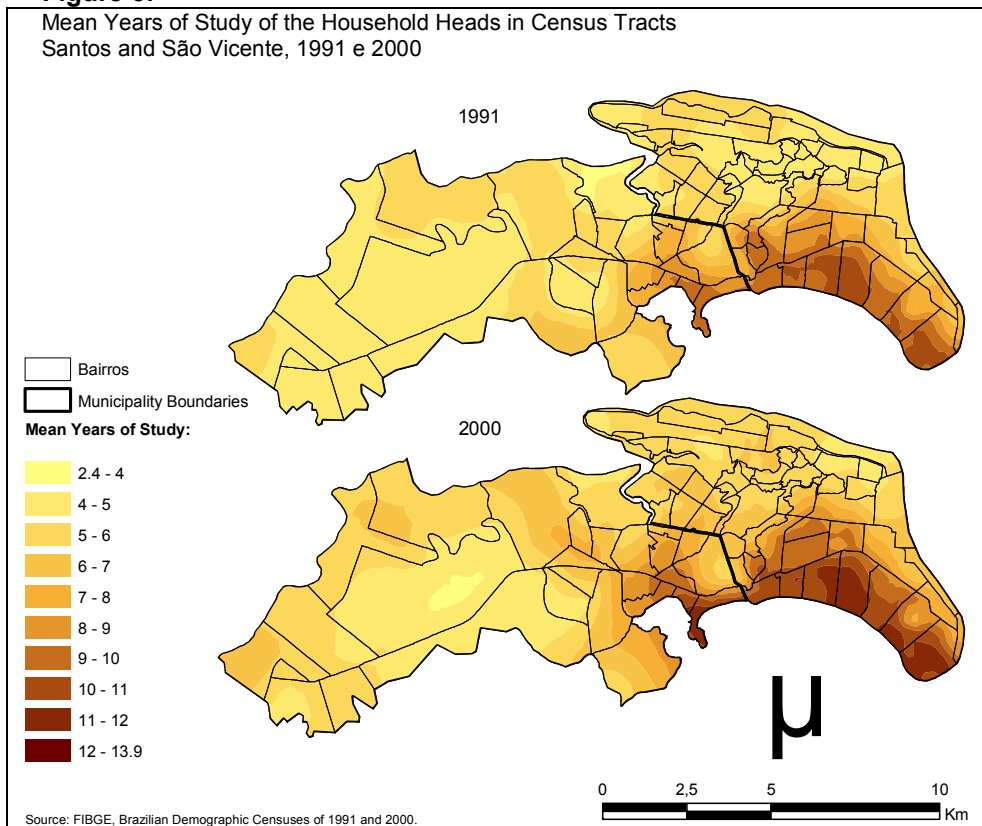 Mean Years of Study of the Household Heads in Census Tracts
Santos and São Vicente, 1991 e 2000
1991
Bairros
Municipality Boundaries
Mean Years of Study:
2000
2.4 - 4
4 - 5
5 - 6
6 - 7
7 - 8
8 - 9
9 - 10
10 - 11
11 - 12
12 - 13.9
µ
0 2,5 5 10
Km
Source: FIBGE, Brazilian Demographic Censuses of 1991 and 2000.